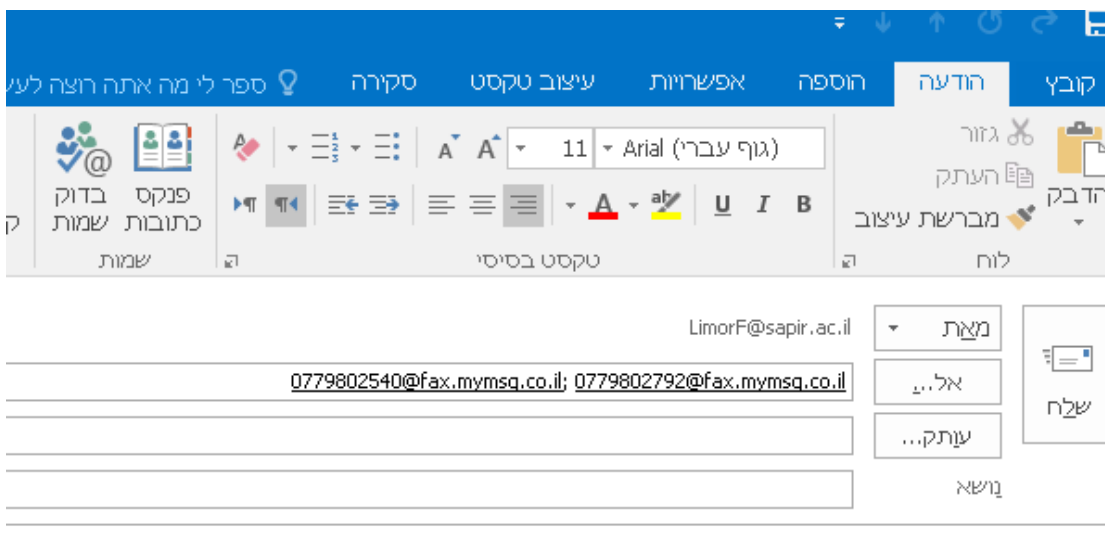 קובץ הודעה הוספה אפשרויות עיצוב טקסט סקירה ספר לי מה אתה רוצה
הדבק
גזור
העתק
מברשת עיצוב
לוח
Arial (גוף עברי) 11
B I U
טקסט בסיסי
פנקס כתובות
בדוק שמות
שמות
שלח
מאת LimorF@sapir.ac.il
אל... 0779802540@fax.mymsg.co.il; 0779802792@fax.mymsg.co.il
עותק...
נושא